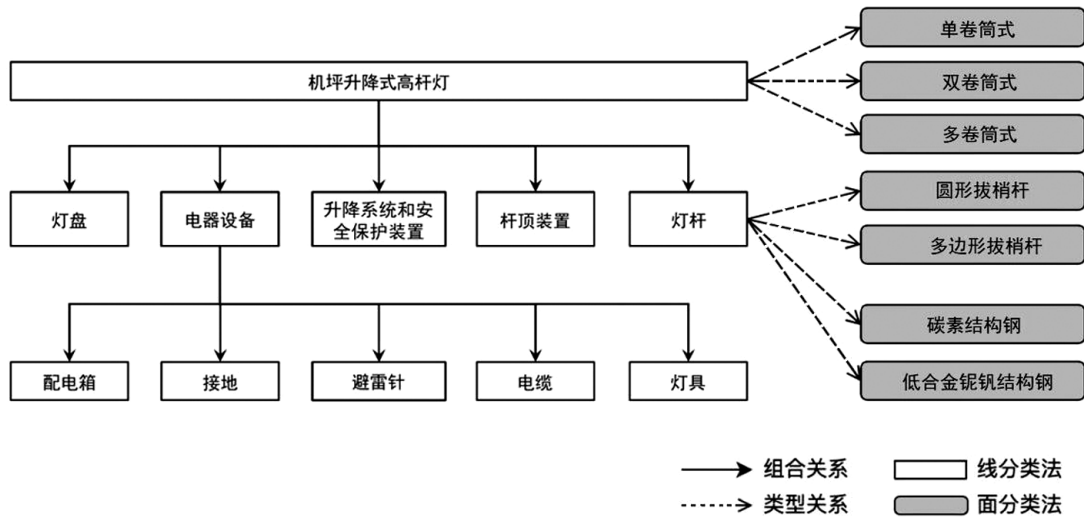 单卷筒式
机坪升降式高杆灯
双卷筒式
多卷筒式
灯盘
电器设备
升降系统和安
全保护装置
杆顶装置
灯杆
圆形拔梢杆
多边形拔梢杆
碳素结构钢
配电箱
接地
避雷针
电缆
灯具
低合金铌钒结构钢
组合关系
线分类法
类型关系
面分类法